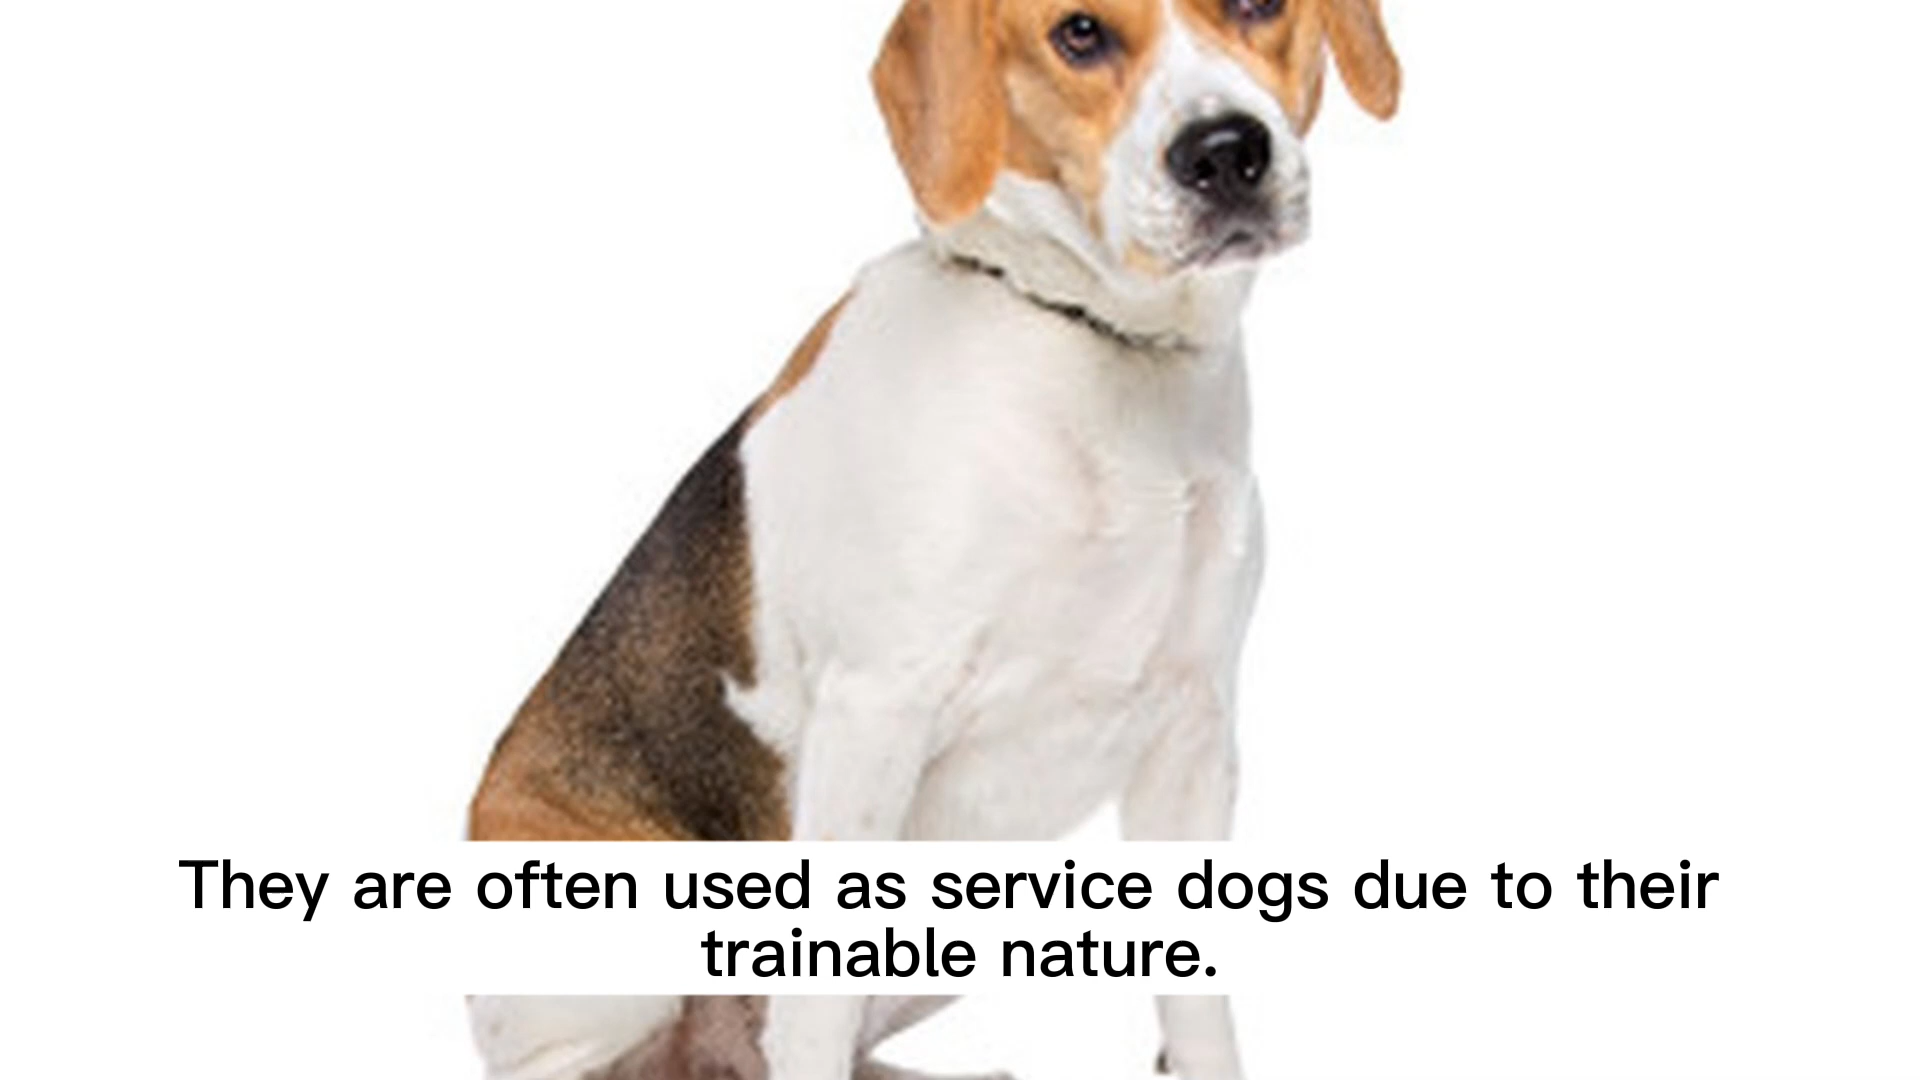 They are often used as service dogs due to their
trainable nature.